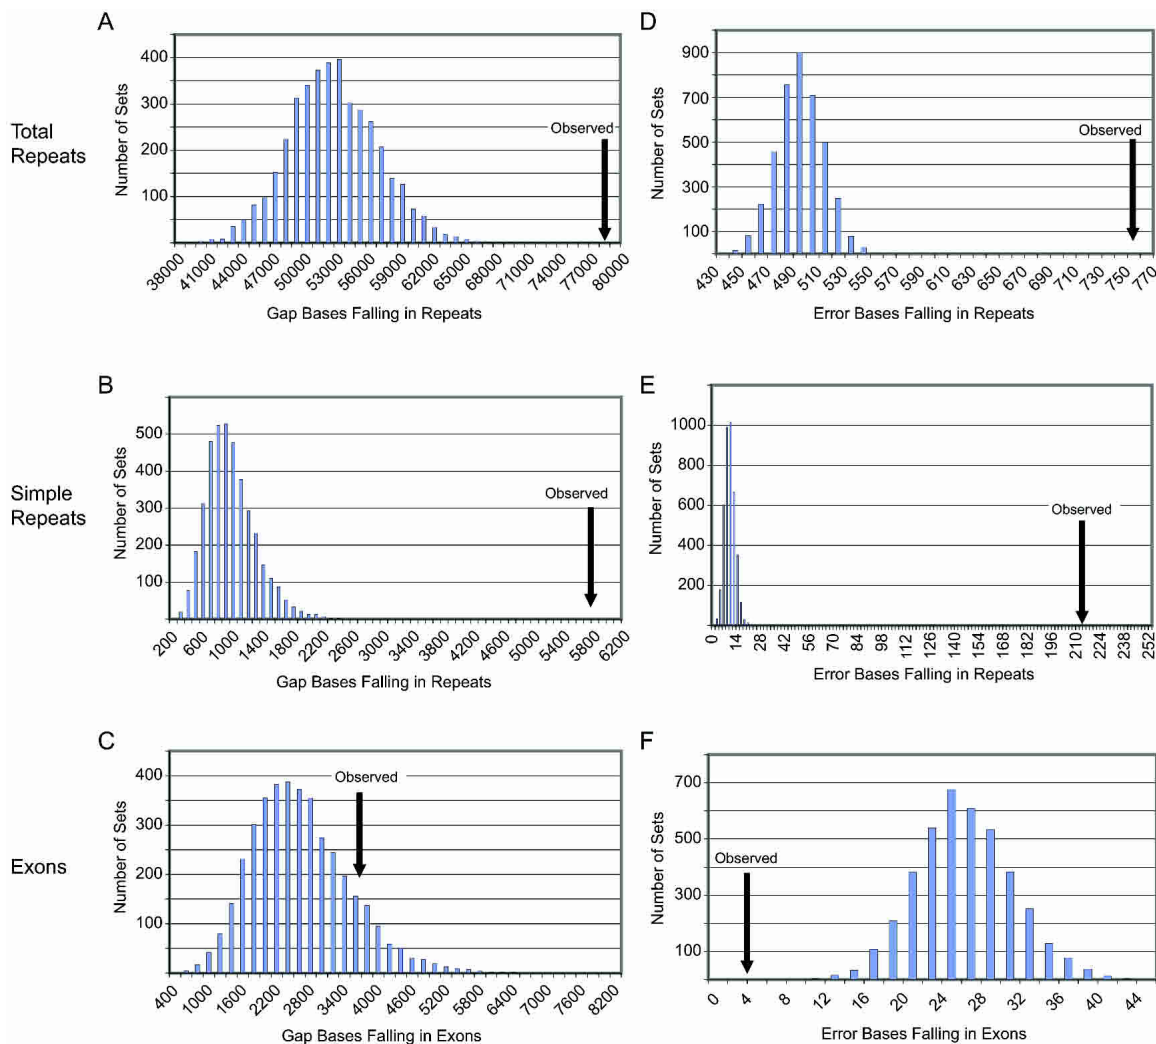 A
Total
Repeats
Number of Sets
400
300
200
100
Observed
38000 41000 44000 47000 50000 53000 56000 59000 62000 65000 68000 71000 74000 77000 80000
Gap Bases Falling in Repeats
D
Number of Sets
900
700
500
300
100
Observed
430 450 470 490 510 530 550 570 590 610 630 650 670 690 710 730 750 770
Error Bases Falling in Repeats
B
Simple
Repeats
Number of Sets
500
400
300
200
100
Observed
200 600 1000 1400 1800 2200 2600 3000 3400 3800 4200 4600 5000 5400 5800 6200
Gap Bases Falling in Repeats
E
Number of Sets
1000
800
600
400
200
Observed
0 14 28 42 56 70 84 98 112 126 140 154 168 182 196 210 224 238 252
Error Bases Falling in Repeats
C
Exons
Number of Sets
400
300
200
100
Observed
400 1000 1600 2200 2800 3400 4000 4600 5200 5800 6400 7000 7600 8200
Gap Bases Falling in Exons
F
Number of Sets
700
500
300
100
Observed
0 4 8 12 16 20 24 28 32 36 40 44
Error Bases Falling in Exons